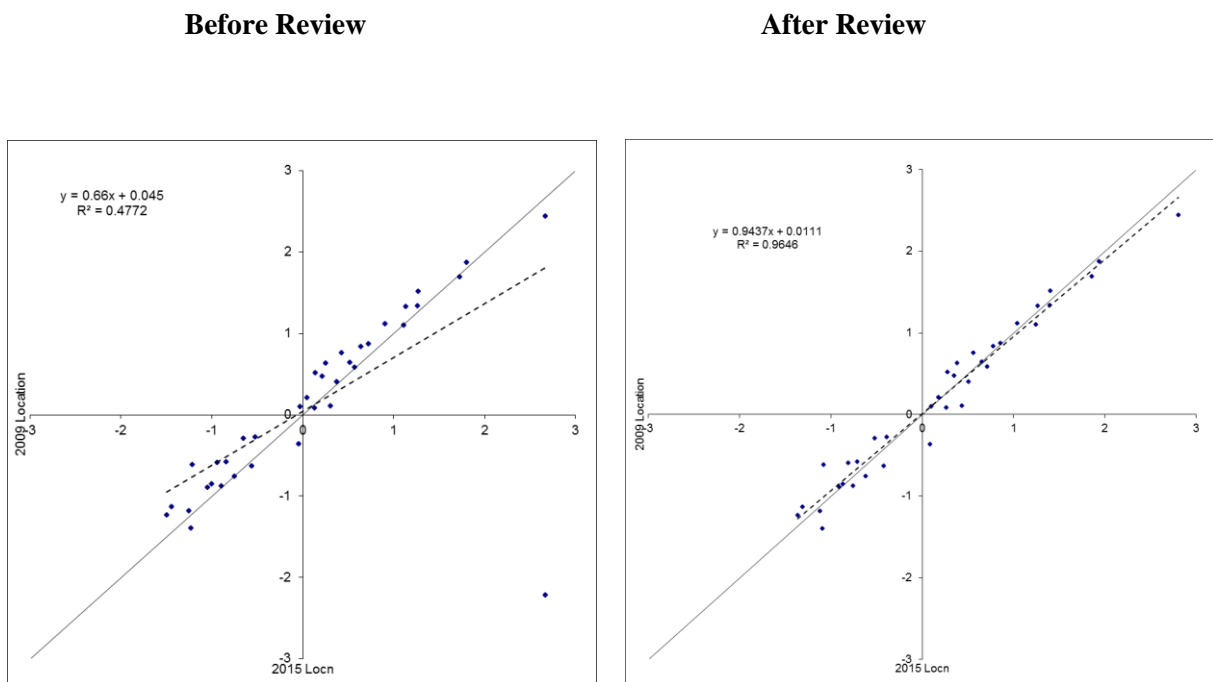 Before Review
After Review
y = 0.66x + 0.045
R² = 0.4772
3
2
1
0
-3
-2
-1
0
1
2
3
-1
-2
-3
2009 Location
2015 Locn
y = 0.9437x + 0.0111
R² = 0.9646
3
2
1
0
-3
-2
-1
0
1
2
3
-1
-2
-3
2009 Location
2015 Locn